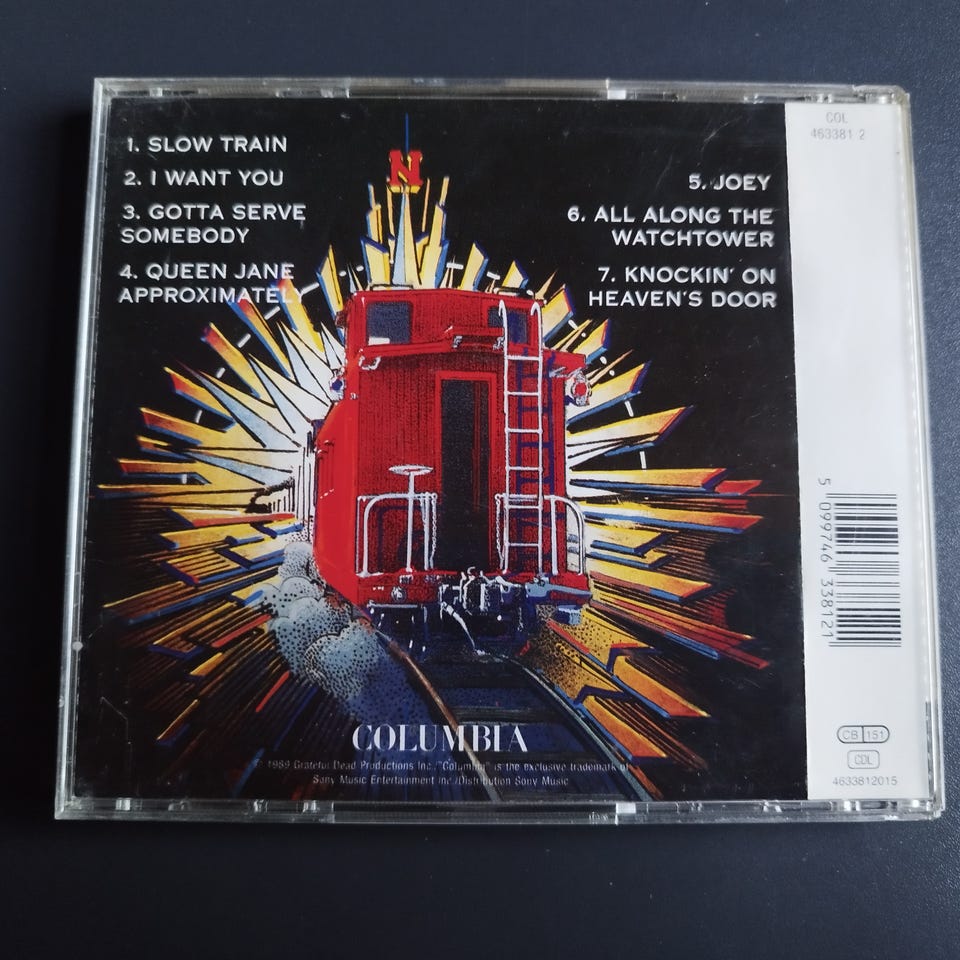 1. SLOW TRAIN
2. I WANT YOU
3. GOTTA SERVE
SOMEBODY
4. QUEEN JANE
APPROXIMATELY
5. JOEY
6. ALL ALONG THE
WATCHTOWER
7. KNOCKIN' ON
HEAVEN'S DOOR
N
COLUMBIA
℗ 1989 Grateful Dead Productions Inc./"Columbia" is the exclusive trademark of
Sony Music Entertainment Inc./Distribution Sony Music
COL
463381 2
5 099746 338121
CB 151
CDL
4633812015